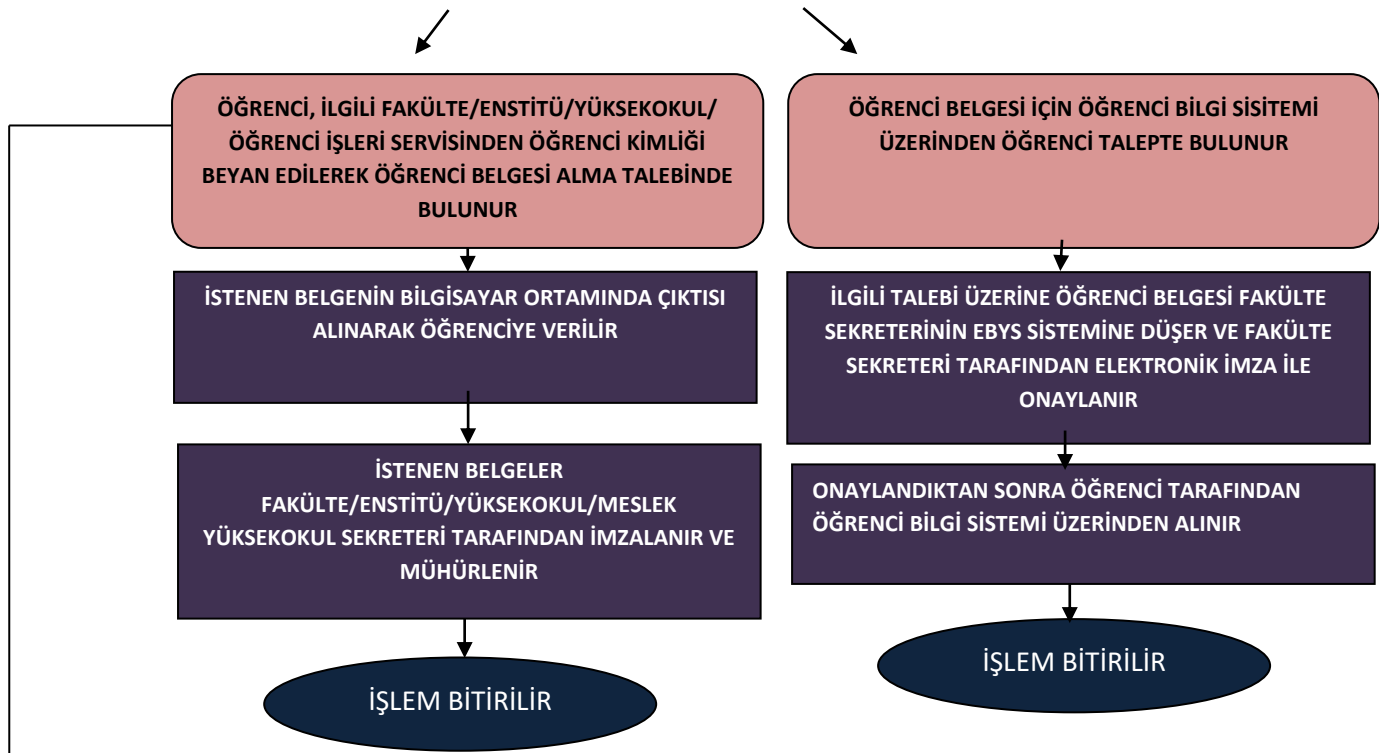 ÖĞRENCİ, İLGİLİ FAKÜLTE/ENSTİTÜ/YÜKSEKOKUL/
ÖĞRENCİ İŞLERİ SERVİSİNDEN ÖĞRENCİ KİMLİĞİ
BEYAN EDİLEREK ÖĞRENCİ BELGESİ ALMA TALEBİNDE
BULUNUR
İSTENEN BELGENİN BİLGİSAYAR ORTAMINDA ÇIKTISI
ALINARAK ÖĞRENCİYE VERİLİR
İSTENEN BELGELER
FAKÜLTE/ENSTİTÜ/YÜKSEKOKUL/MESLEK
YÜKSEKOKUL SEKRETERİ TARAFINDAN İMZALANIR VE
MÜHÜRLENİR
İŞLEM BİTİRİLİR
ÖĞRENCİ BELGESİ İÇİN ÖĞRENCİ BİLGİ SİSİTEMİ
ÜZERİNDEN ÖĞRENCİ TALEPTE BULUNUR
İLGİLİ TALEBİ ÜZERİNE ÖĞRENCİ BELGESİ FAKÜLTE
SEKRETERİNİN EBYS SİSTEMİNE DÜŞER VE FAKÜLTE
SEKRETERİ TARAFINDAN ELEKTRONİK İMZA İLE
ONAYLANIR
ONAYLANDIKTAN SONRA ÖĞRENCİ TARAFINDAN
ÖĞRENCİ BİLGİ SİSTEMİ ÜZERİNDEN ALINIR
İŞLEM BİTİRİLİR